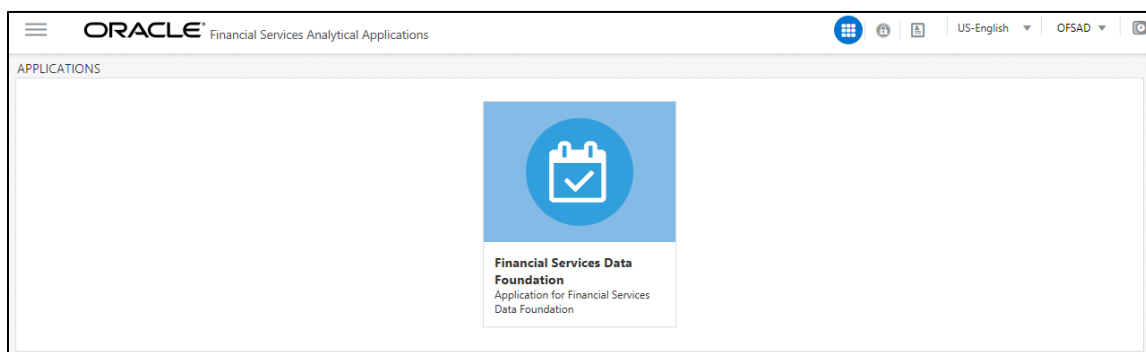 ORACLE® Financial Services Analytical Applications
US-English
OFSAD
APPLICATIONS
Financial Services Data
Foundation
Application for Financial Services
Data Foundation